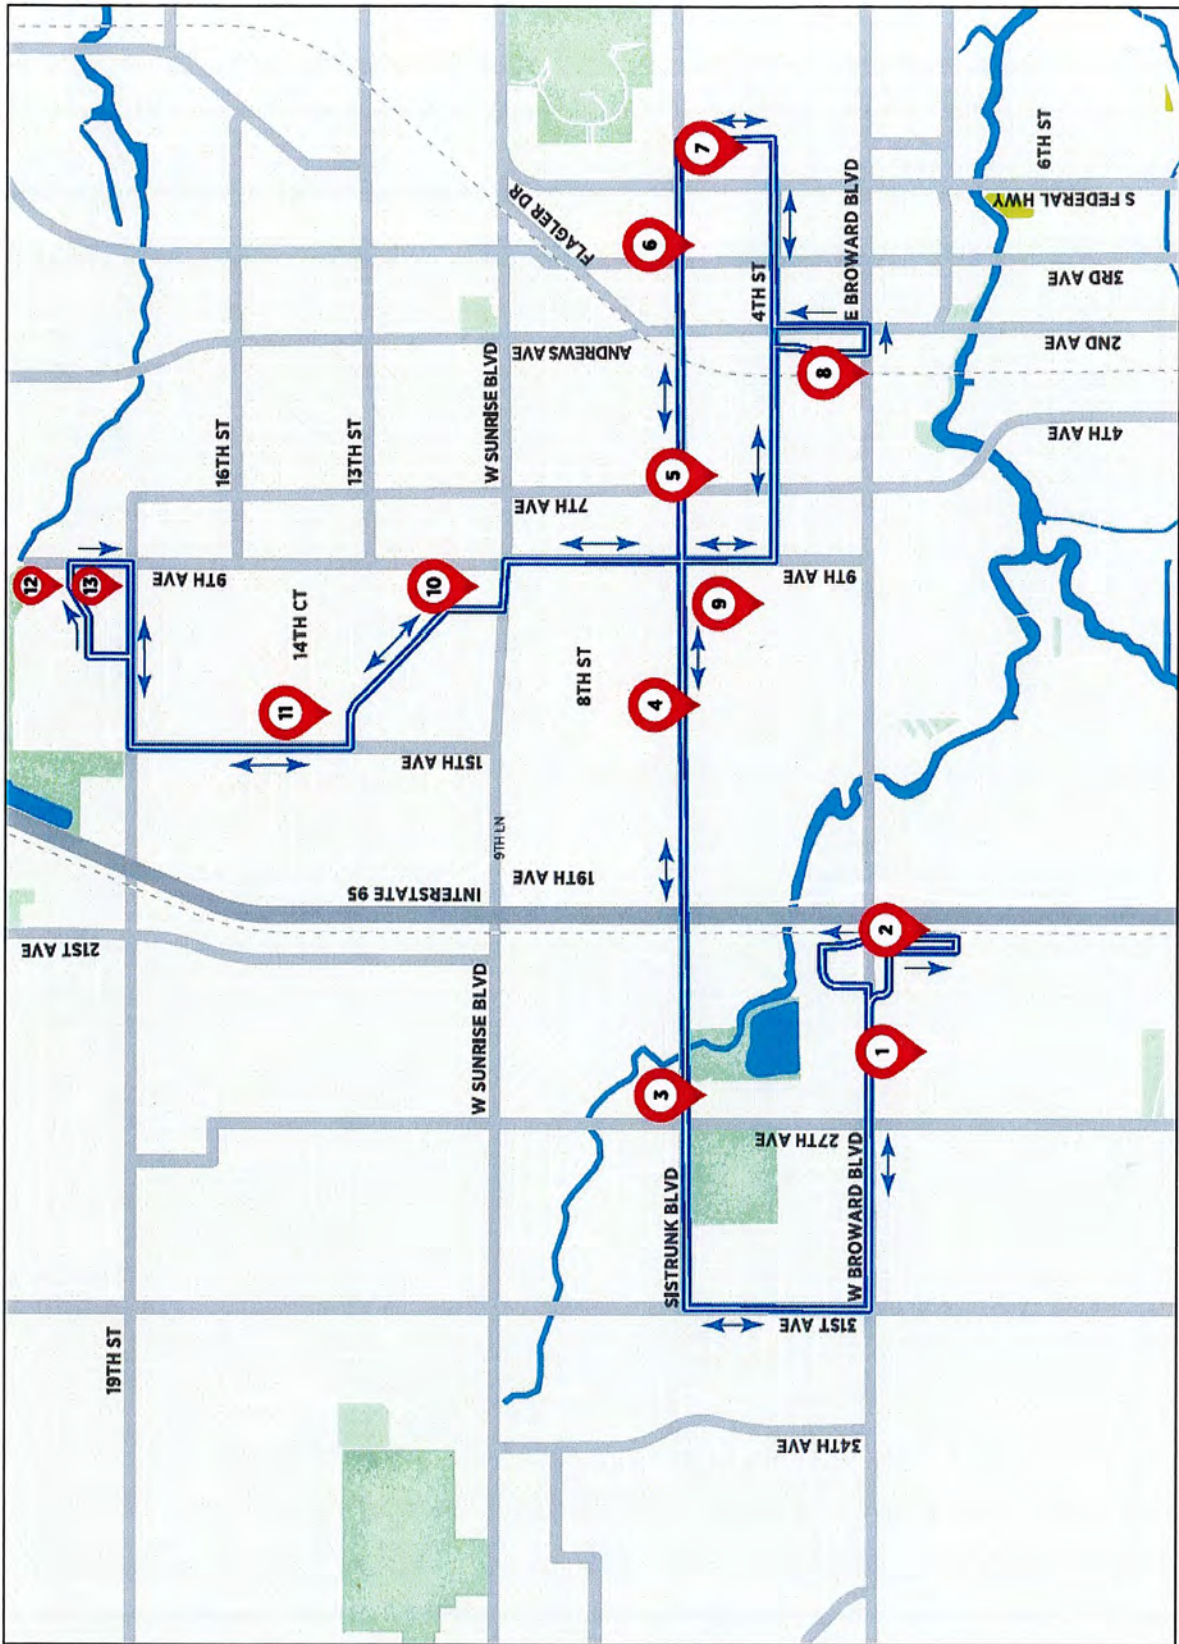 12
21ST AVE
13
19TH ST
9TH AVE
16TH ST
11
14TH CT
INTERSTATE 95
13TH ST
15TH AVE
10
W SUNRISE BLVD
9TH LN
W SUNRISE BLVD
19TH AVE
7TH AVE
ANDREWS AVE
FLAGLER DR
8TH ST
SISTRUNK BLVD
3
4
5
6
7
9
4TH ST
34TH AVE
31ST AVE
27TH AVE
9TH AVE
8
W BROWARD BLVD
E BROWARD BLVD
1
2
6TH ST
S FEDERAL HWY
3RD AVE
2ND AVE
4TH AVE